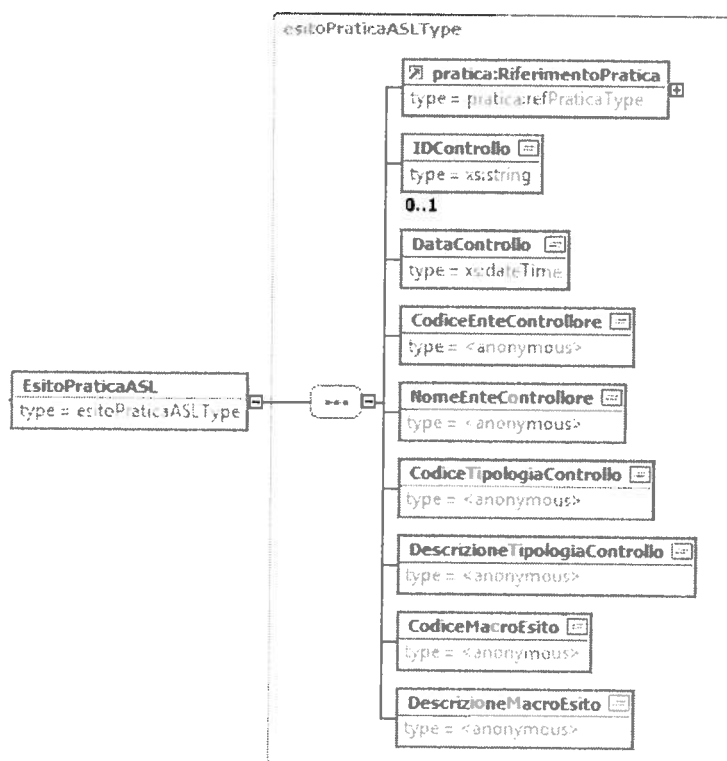 esitoPraticaASLType
pratica:RiferimentoPratica
type = pratica:refPraticaType
IDControllo
type = xs:string
0..1
DataControllo
type = xs:dateTime
CodiceEnteControllore
type = <anonymous>
EsitoPraticaASL
type = esitoPraticaASLType
NomeEnteControllore
type = <anonymous>
CodiceTipologiaControllo
type = <anonymous>
DescrizioneTipologiaControllo
type = <anonymous>
CodiceMacroEsito
type = <anonymous>
DescrizioneMacroEsito
type = <anonymous>